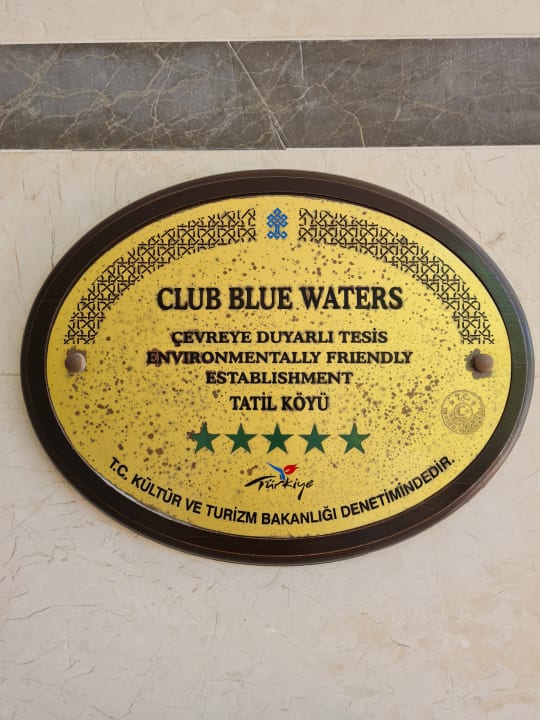 CLUB BLUE WATERS
ÇEVREYE DUYARLI TESİS
ENVIRONMENTALLY FRIENDLY
ESTABLISHMENT
TATİL KÖYÜ
Türkiye
T.C. KÜLTÜR VE TURİZM BAKANLIĞI DENETİMİNDEDİR.